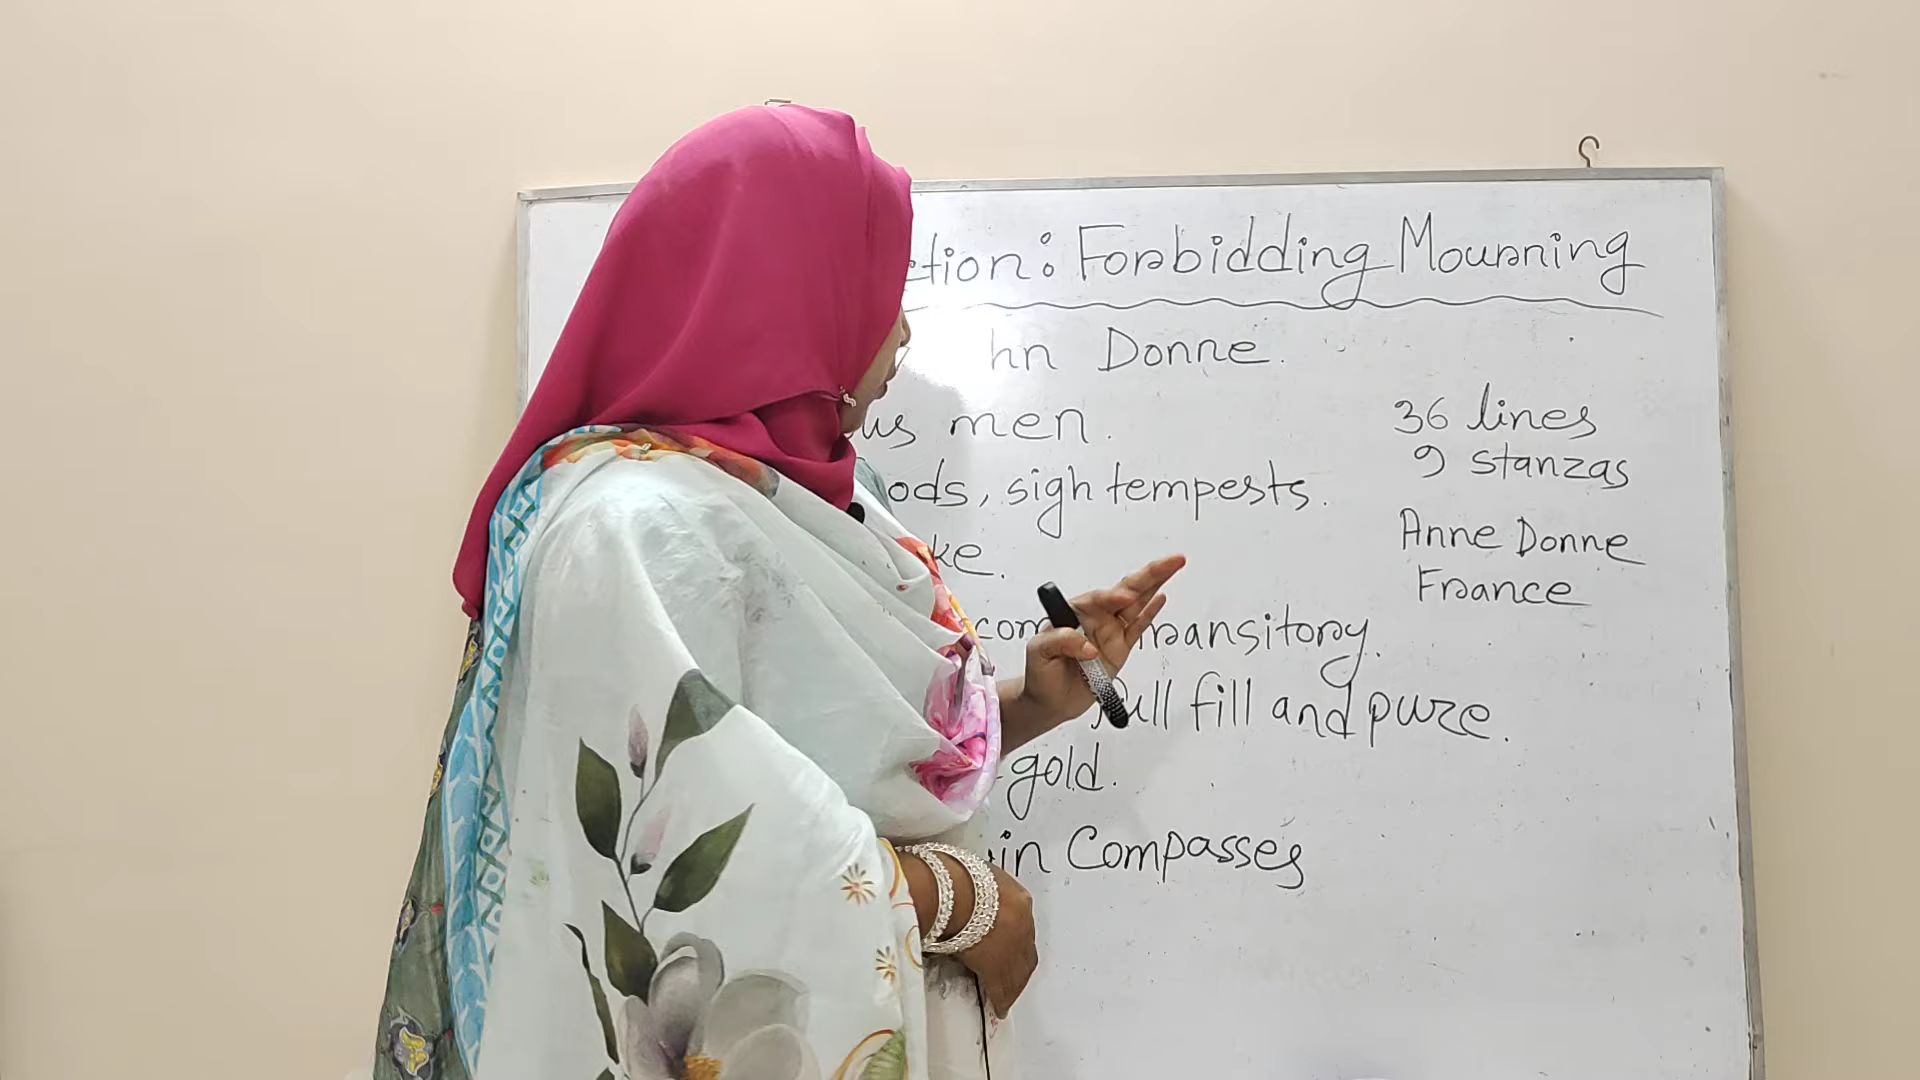 tion: Forbidding Mourning
hn Donne.
us men.
ods, sigh tempests.
ke.
com ransitory.
full fill and pure.
gold.
in Compasses
36 lines
9 stanzas
Anne Donne
France